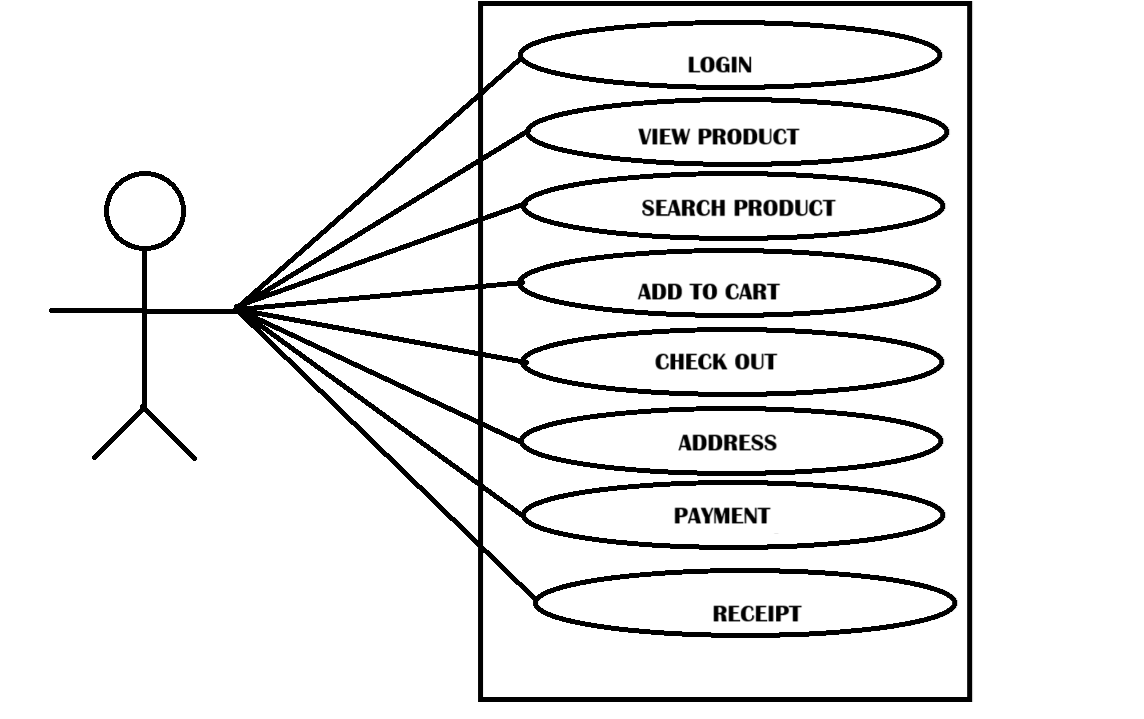 LOGIN
VIEW PRODUCT
SEARCH PRODUCT
ADD TO CART
CHECK OUT
ADDRESS
PAYMENT
RECEIPT